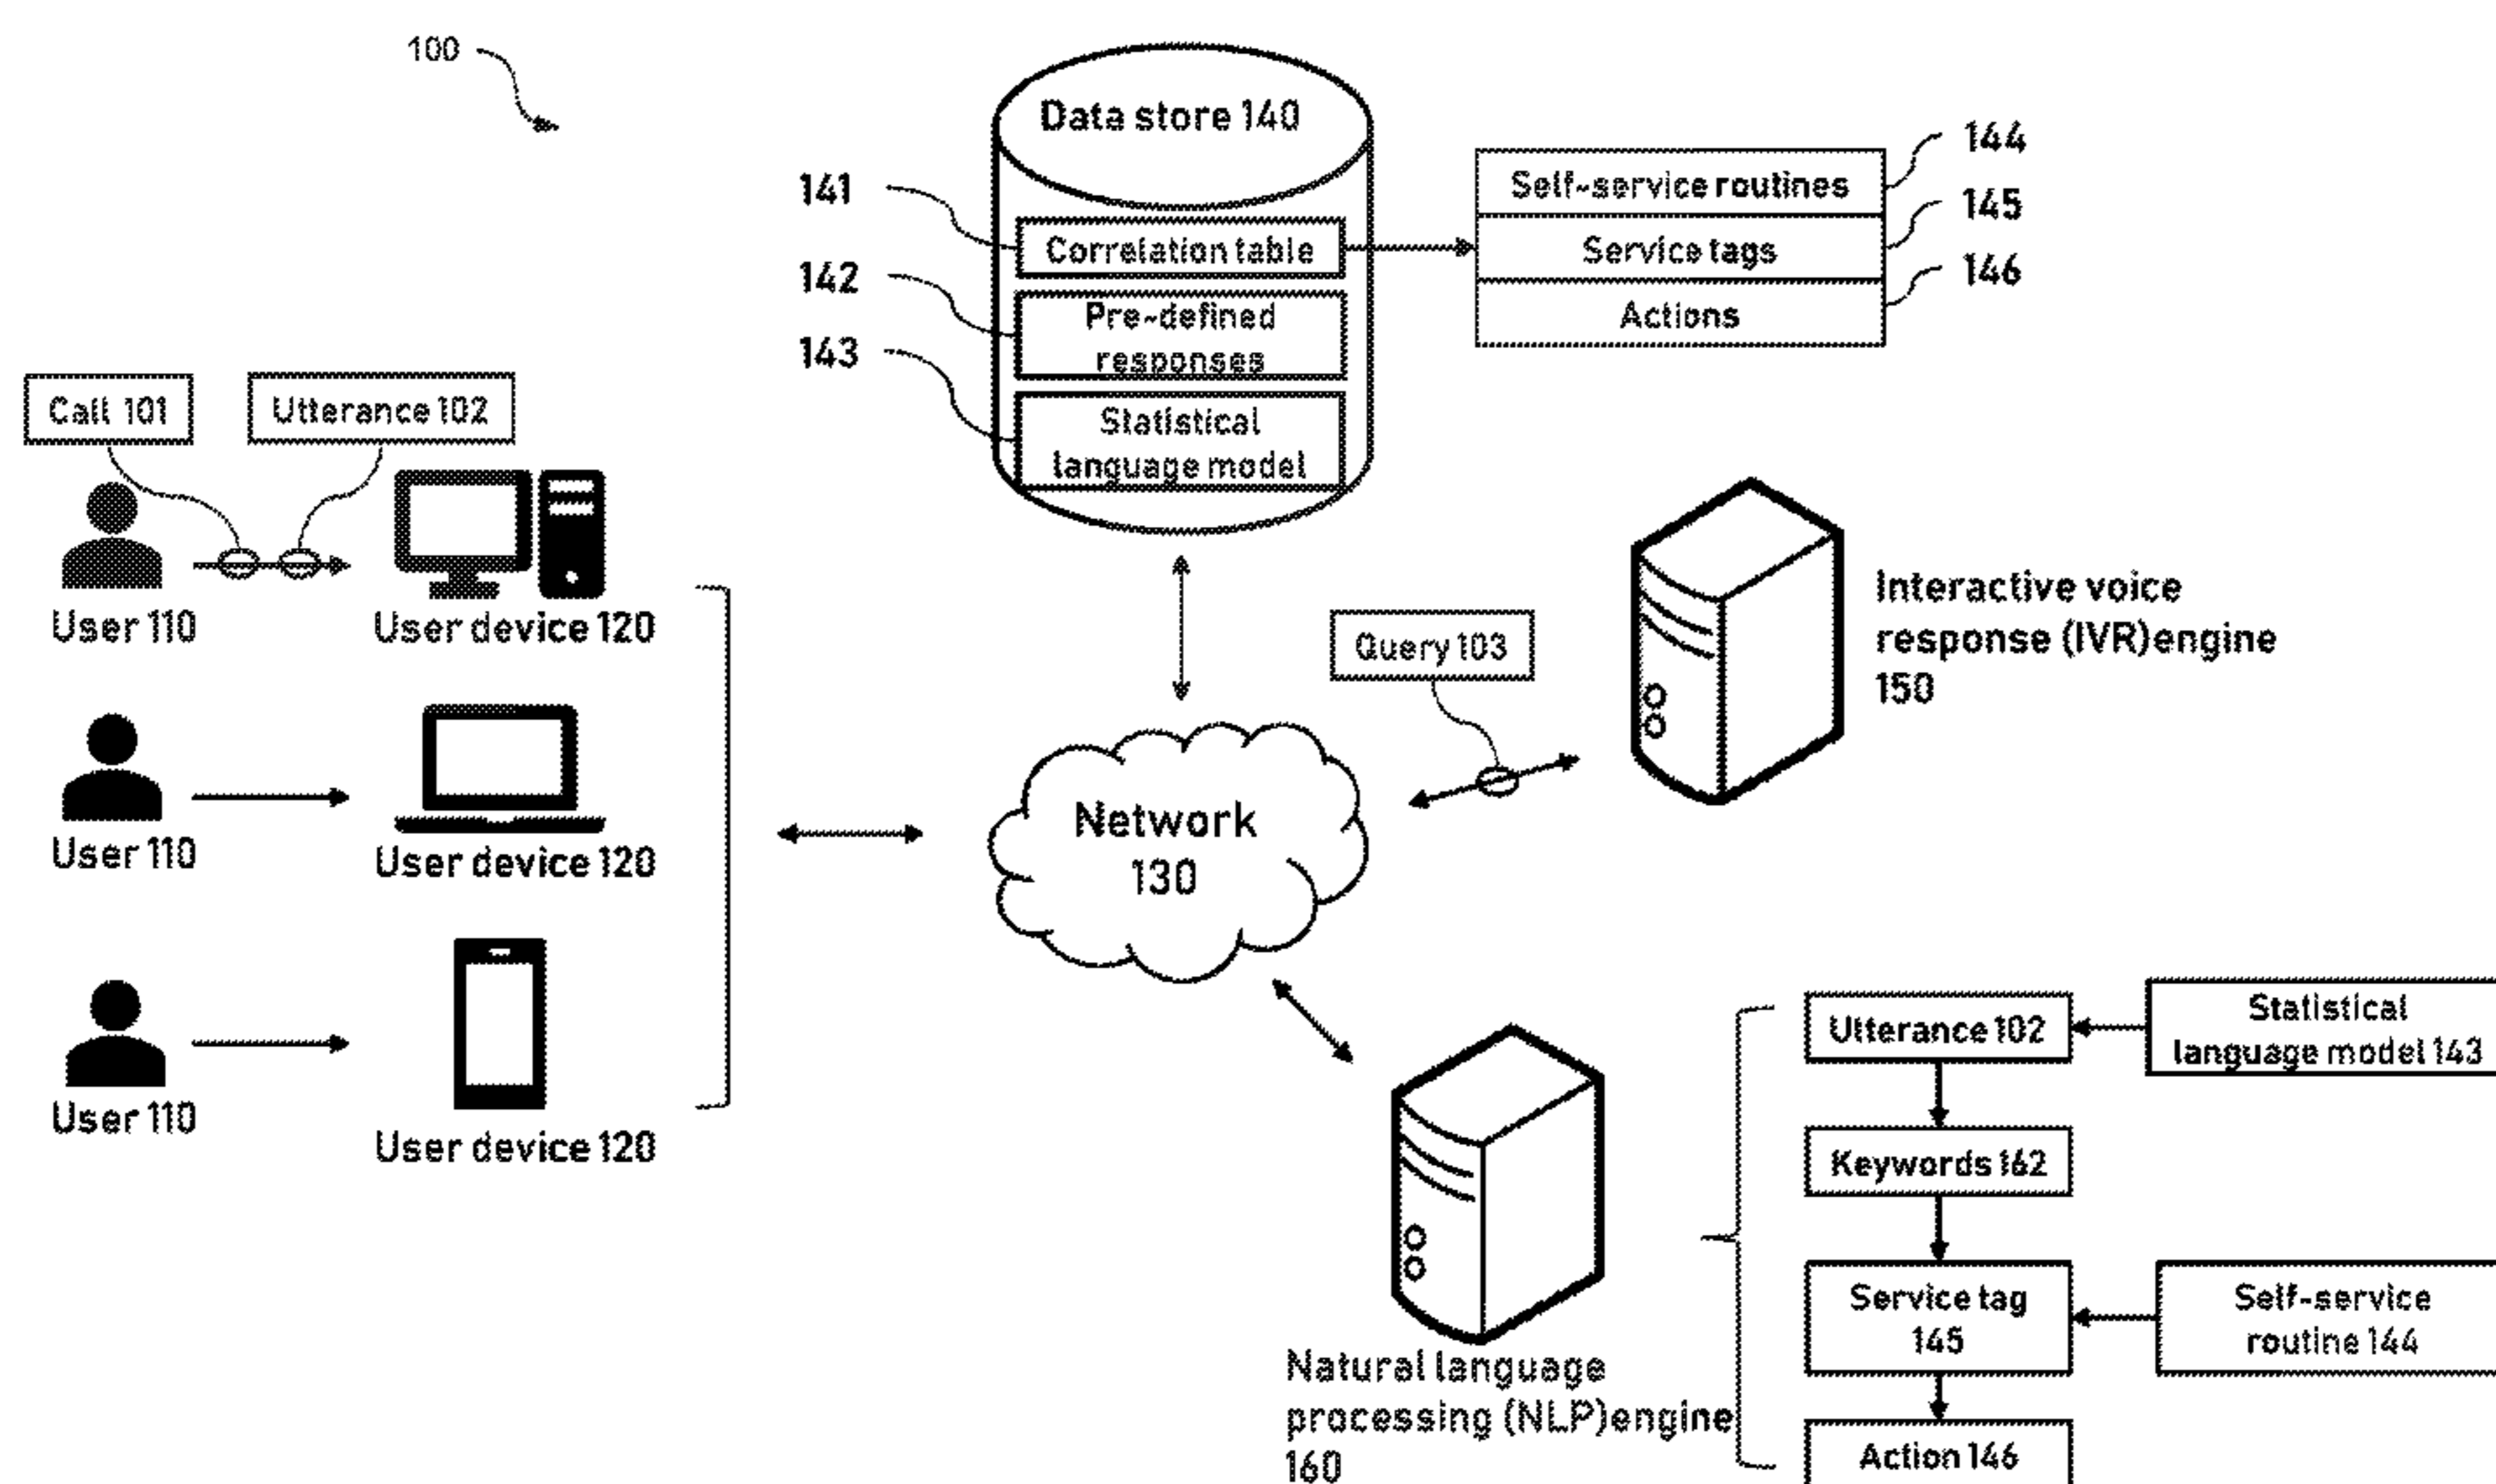 100
Data store 140
141
Correlation table
142
Pre-defined
responses
143
Statistical
language model
Self-service routines
144
Service tags
145
Actions
146
Call 101
Utterance 102
User 110
User device 120
User 110
User device 120
User 110
User device 120
Query 103
Interactive voice
response (IVR)engine
150
Network
130
Natural language
processing (NLP)engine
160
Utterance 102
Statistical
language model 143
Keywords 162
Service tag
145
Self-service
routine 144
Action 146